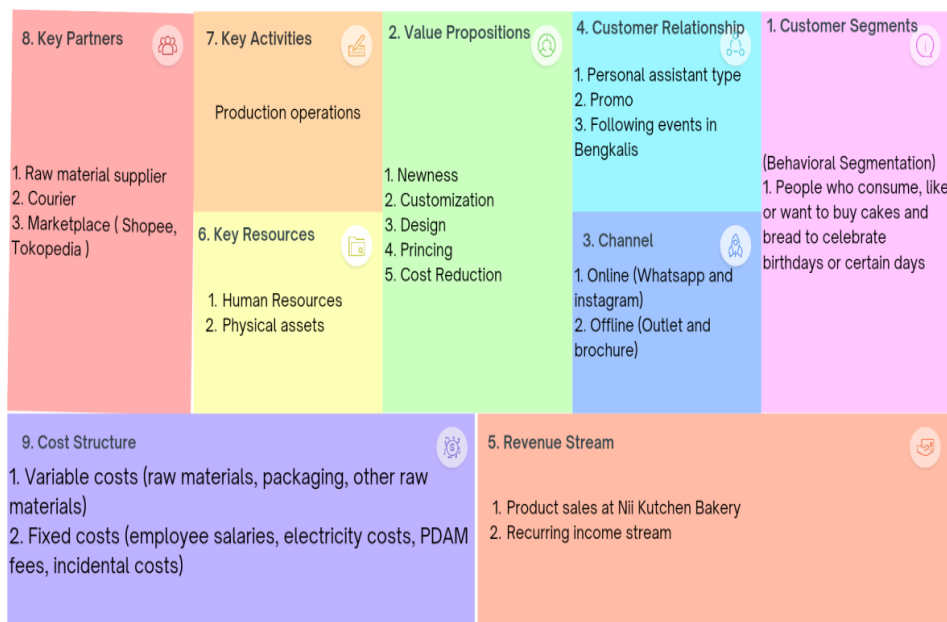 8. Key Partners
1. Raw material supplier
2. Courier
3. Marketplace ( Shopee,
Tokopedia )
7. Key Activities
Production operations
6. Key Resources
1. Human Resources
2. Physical assets
2. Value Propositions
1. Newness
2. Customization
3. Design
4. Princing
5. Cost Reduction
4. Customer Relationship
1. Personal assistant type
2. Promo
3. Following events in
Bengkalis
3. Channel
1. Online (Whatsapp and
instagram)
2. Offline (Outlet and
brochure)
1. Customer Segments
(Behavioral Segmentation)
1. People who consume, like
or want to buy cakes and
bread to celebrate
birthdays or certain days
9. Cost Structure
1. Variable costs (raw materials, packaging, other raw
materials)
2. Fixed costs (employee salaries, electricity costs, PDAM
fees, incidental costs)
5. Revenue Stream
1. Product sales at Nii Kutchen Bakery
2. Recurring income stream